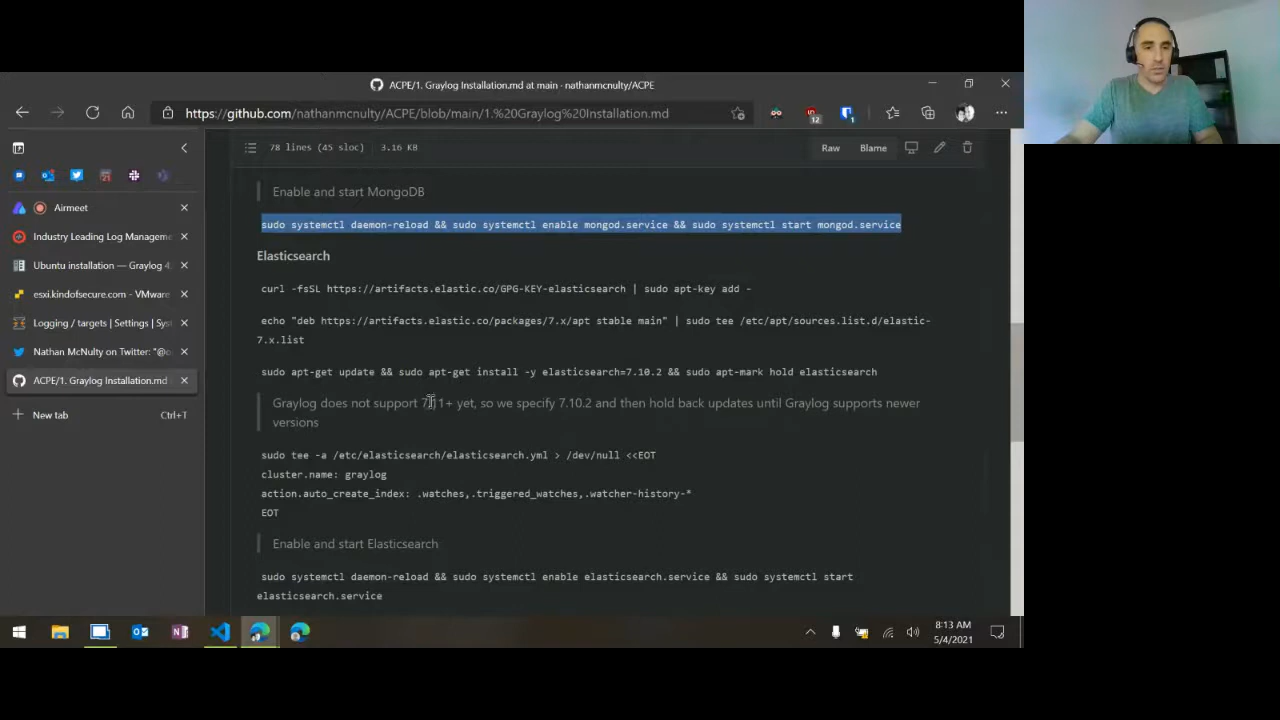 ACPE/1. Graylog Installation.md at main · nathanmcnulty/ACPE
https://github.com/nathanmcnulty/ACPE/blob/main/1.%20Graylog%20Installation.md
12
1
78 lines (45 sloc) 3.16 KB
Raw
Blame
Airmeet
Industry Leading Log Manageme
Ubuntu installation — Graylog 4.
esxi.kindofsecure.com - VMware
Logging / targets | Settings | Syst
Nathan McNulty on Twitter: "@o
ACPE/1. Graylog Installation.md
New tab
Ctrl+T
Enable and start MongoDB
sudo systemctl daemon-reload && sudo systemctl enable mongod.service && sudo systemctl start mongod.service
Elasticsearch
curl -fsSL https://artifacts.elastic.co/GPG-KEY-elasticsearch | sudo apt-key add -
echo "deb https://artifacts.elastic.co/packages/7.x/apt stable main" | sudo tee /etc/apt/sources.list.d/elastic-
7.x.list
sudo apt-get update && sudo apt-get install -y elasticsearch=7.10.2 && sudo apt-mark hold elasticsearch
Graylog does not support 7.11+ yet, so we specify 7.10.2 and then hold back updates until Graylog supports newer
versions
sudo tee -a /etc/elasticsearch/elasticsearch.yml > /dev/null <<EOT
cluster.name: graylog
action.auto_create_index: .watches,.triggered_watches,.watcher-history-*
EOT
Enable and start Elasticsearch
sudo systemctl daemon-reload && sudo systemctl enable elasticsearch.service && sudo systemctl start
elasticsearch.service
8:13 AM
5/4/2021